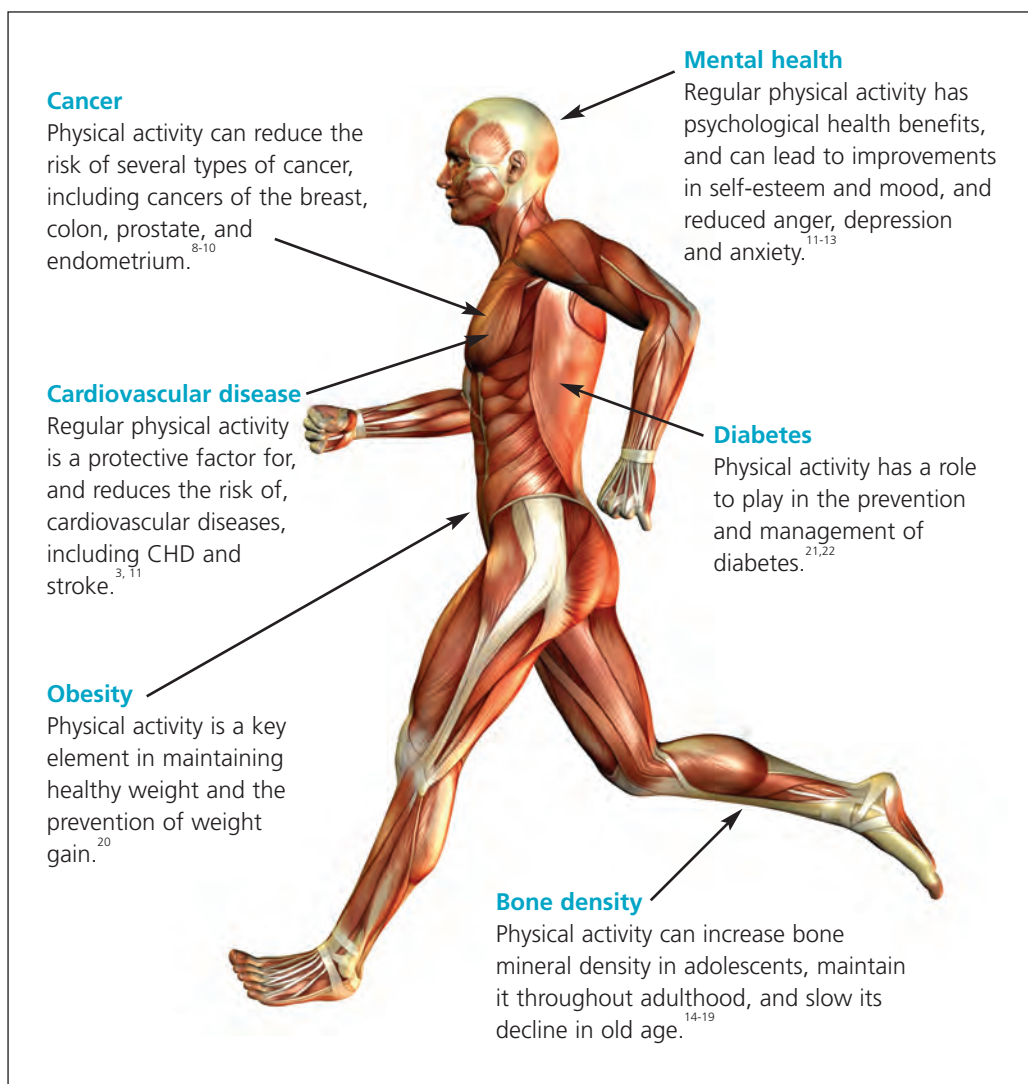 Cancer
Physical activity can reduce the
risk of several types of cancer,
including cancers of the breast,
colon, prostate, and
endometrium.8-10
Mental health
Regular physical activity has
psychological health benefits,
and can lead to improvements
in self-esteem and mood, and
reduced anger, depression
and anxiety.11-13
Cardiovascular disease
Regular physical activity
is a protective factor for,
and reduces the risk of,
cardiovascular diseases,
including CHD and
stroke.3, 11
Diabetes
Physical activity has a role
to play in the prevention
and management of
diabetes.21,22
Obesity
Physical activity is a key
element in maintaining
healthy weight and the
prevention of weight
gain.20
Bone density
Physical activity can increase bone
mineral density in adolescents, maintain
it throughout adulthood, and slow its
decline in old age.14-19